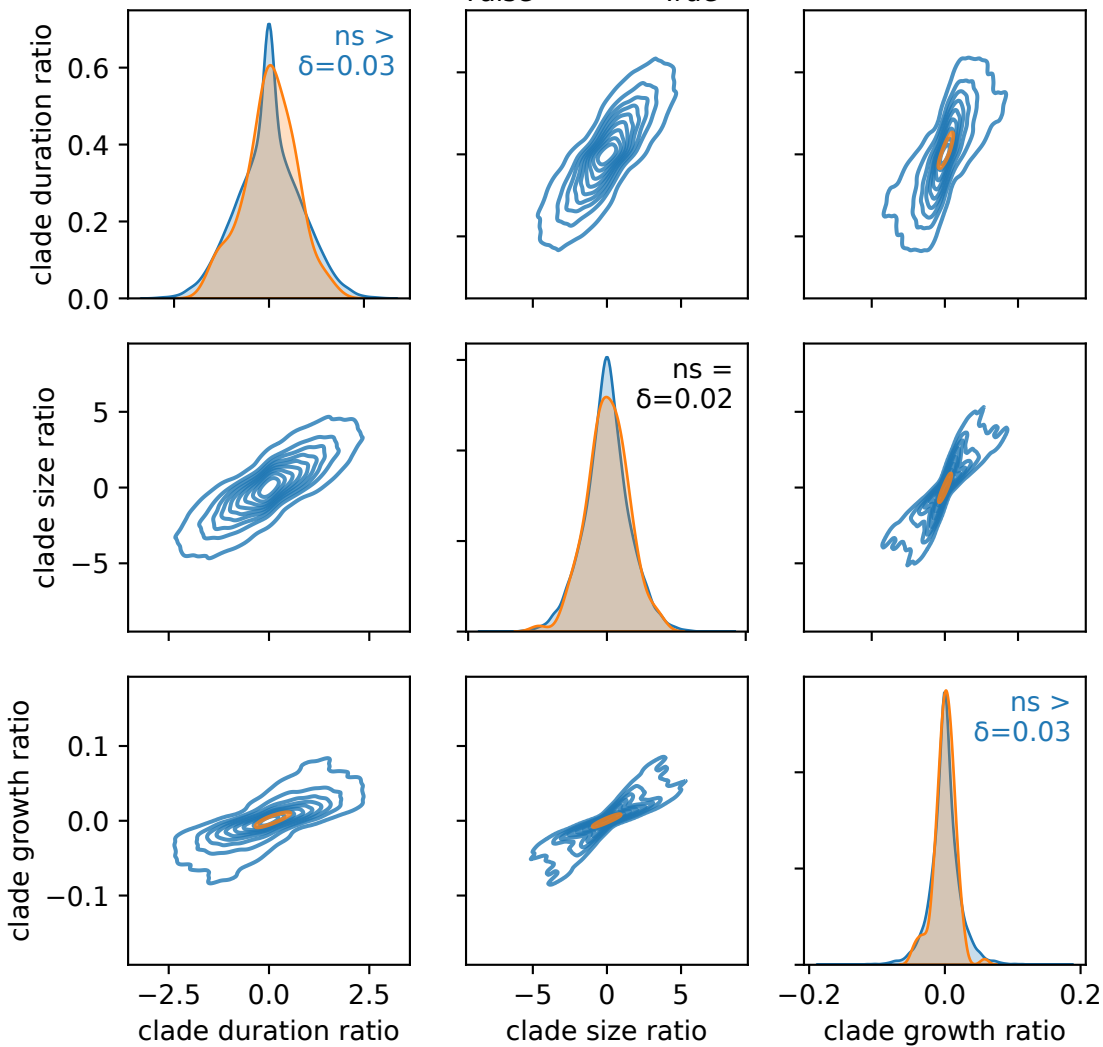 clade duration ratio
0.6
0.4
0.2
0.0
ns >
δ=0.03
clade size ratio
5
0
−5
ns =
δ=0.02
clade growth ratio
0.1
0.0
−0.1
ns >
δ=0.03
−2.5
0.0
2.5
−5
0
5
−0.2
0.0
0.2
clade duration ratio
clade size ratio
clade growth ratio